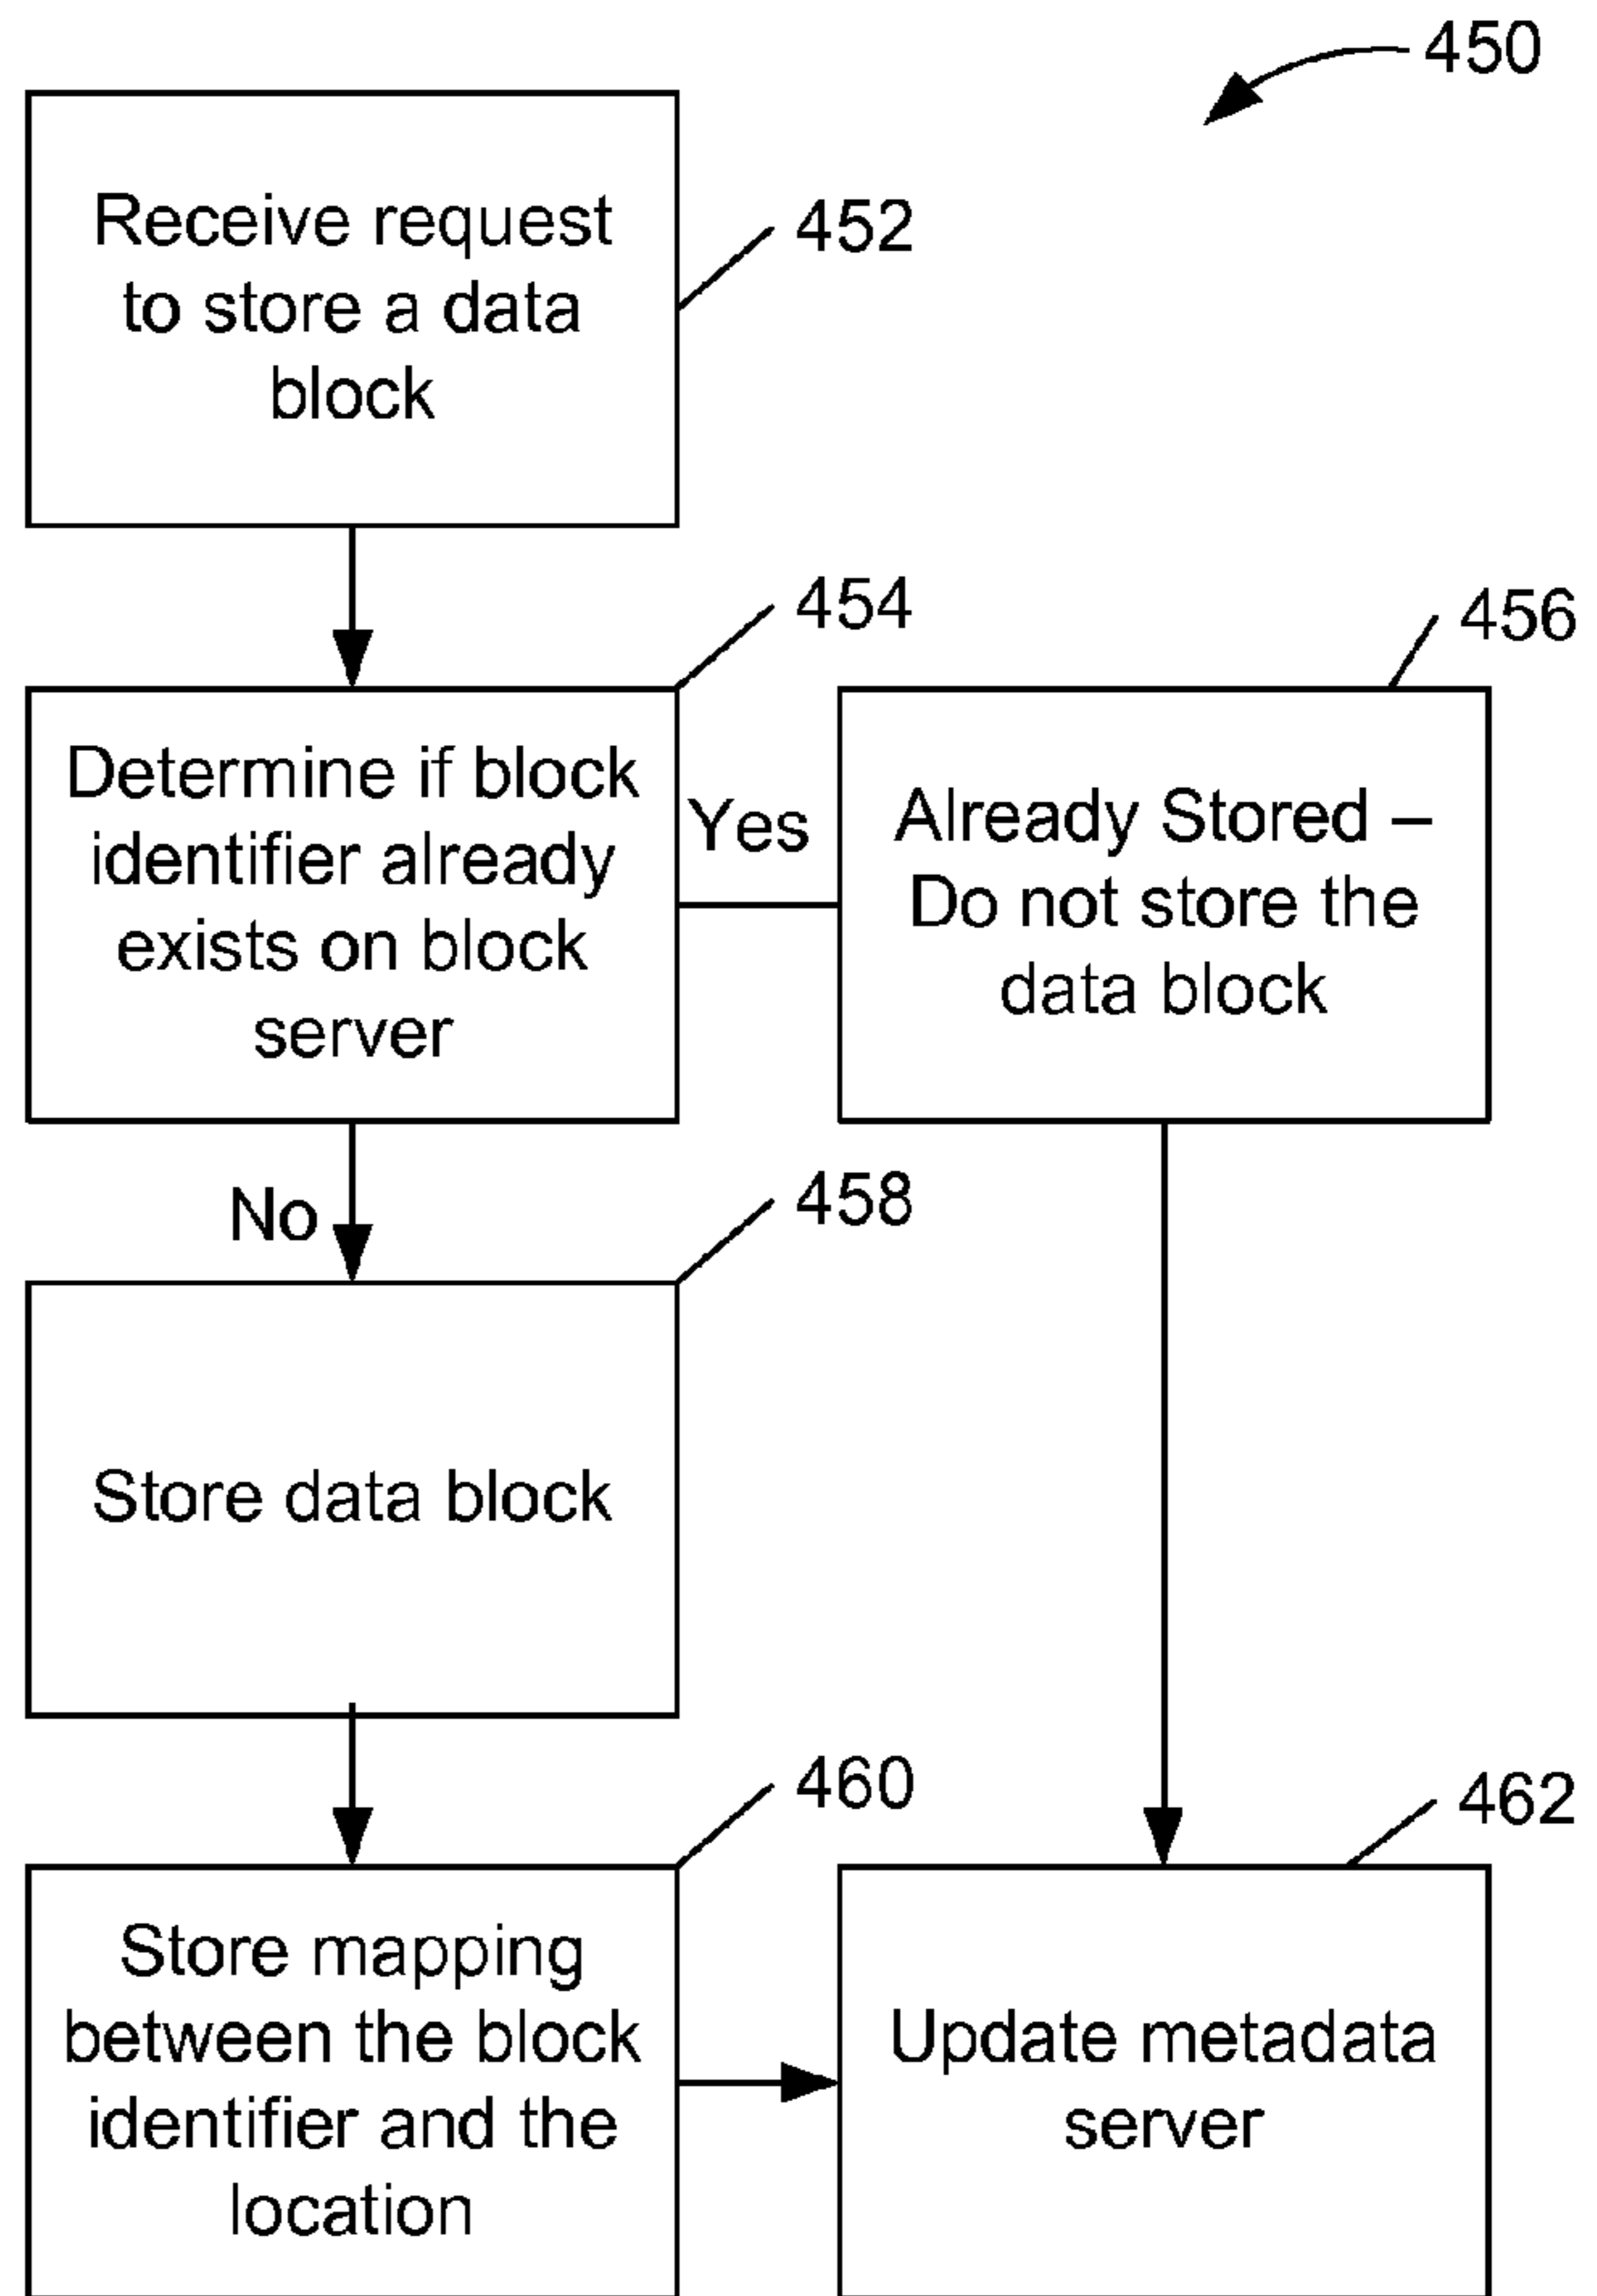 450
Receive request
to store a data
block
452
454
456
Determine if block
identifier already
exists on block
server
Yes
Already Stored –
Do not store the
data block
No
458
Store data block
460
462
Store mapping
between the block
identifier and the
location
Update metadata
server